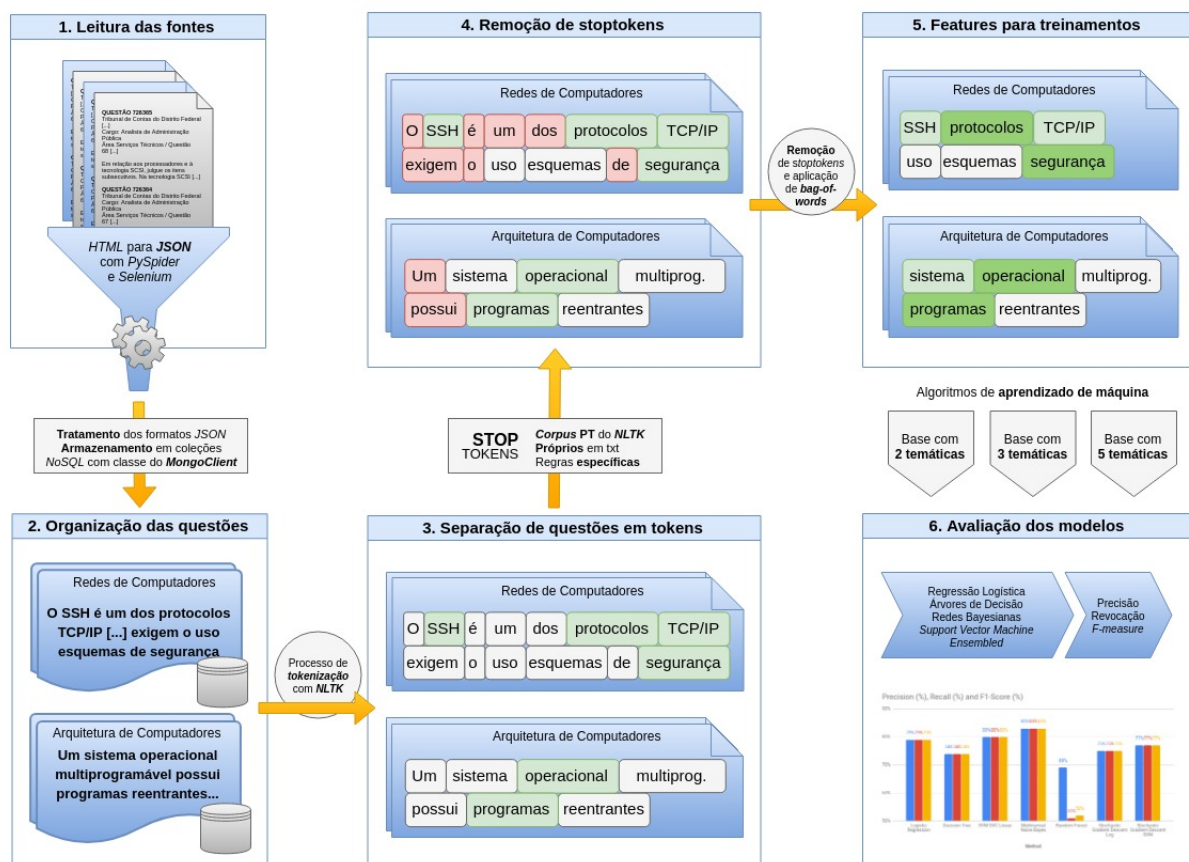 1. Leitura das fontes
QUESTÃO 726365
Tribunal de Contas do Distrito Federal
[...]
Cargo: Analista de Administração
Pública
Área Serviços Técnicos / Questão
68 [...]
Em relação aos processadores e à
tecnologia SCSI, julgue os itens
subsecutivos. Na tecnologia SCSI [...]
QUESTÃO 726364
Tribunal de Contas do Distrito Federal
Cargo: Analista de Administração
Pública
Área Serviços Técnicos / Questão
67 [...]
HTML para JSON
com PySpider
e Selenium
Tratamento dos formatos JSON
Armazenamento em coleções
NoSQL com classe do MongoClient
2. Organização das questões
Redes de Computadores
O SSH é um dos protocolos
TCP/IP [...] exigem o uso
esquemas de segurança
Arquitetura de Computadores
Um sistema operacional
multiprogramável possui
programas reentrantes...
Processo de
tokenização
com NLTK
3. Separação de questões em tokens
Redes de Computadores
O SSH é um dos protocolos TCP/IP
exigem o uso esquemas de segurança
Arquitetura de Computadores
Um sistema operacional multiprog.
possui programas reentrantes
STOP
TOKENS
Corpus PT do NLTK
Próprios em txt
Regras específicas
4. Remoção de stoptokens
Redes de Computadores
O SSH é um dos protocolos TCP/IP
exigem o uso esquemas de segurança
Arquitetura de Computadores
Um sistema operacional multiprog.
possui programas reentrantes
Remoção
de stoptokens
e aplicação
de bag-of-
words
5. Features para treinamentos
Redes de Computadores
SSH protocolos TCP/IP
uso esquemas segurança
Arquitetura de Computadores
sistema operacional multiprog.
programas reentrantes
Algoritmos de aprendizado de máquina
Base com
2 temáticas
Base com
3 temáticas
Base com
5 temáticas
6. Avaliação dos modelos
Regressão Logística
Árvores de Decisão
Redes Bayesianas
Support Vector Machine
Ensembled
Precisão
Revocação
F-measure
Precision (%), Recall (%) and F1-Score (%)